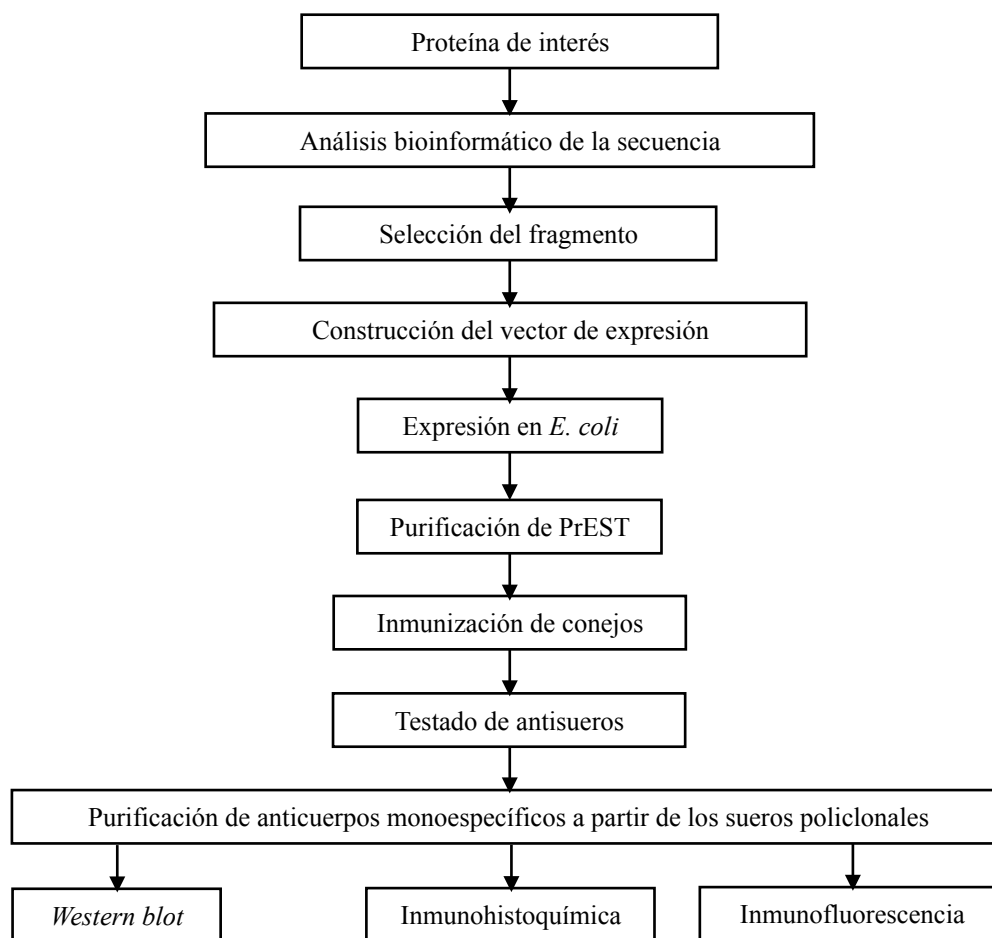 Proteína de interés
Análisis bioinformático de la secuencia
Selección del fragmento
Construcción del vector de expresión
Expresión en E. coli
Purificación de PrEST
Inmunización de conejos
Testado de antisueros
Purificación de anticuerpos monoespecíficos a partir de los sueros policlonales
Western blot
Inmunohistoquímica
Inmunofluorescencia